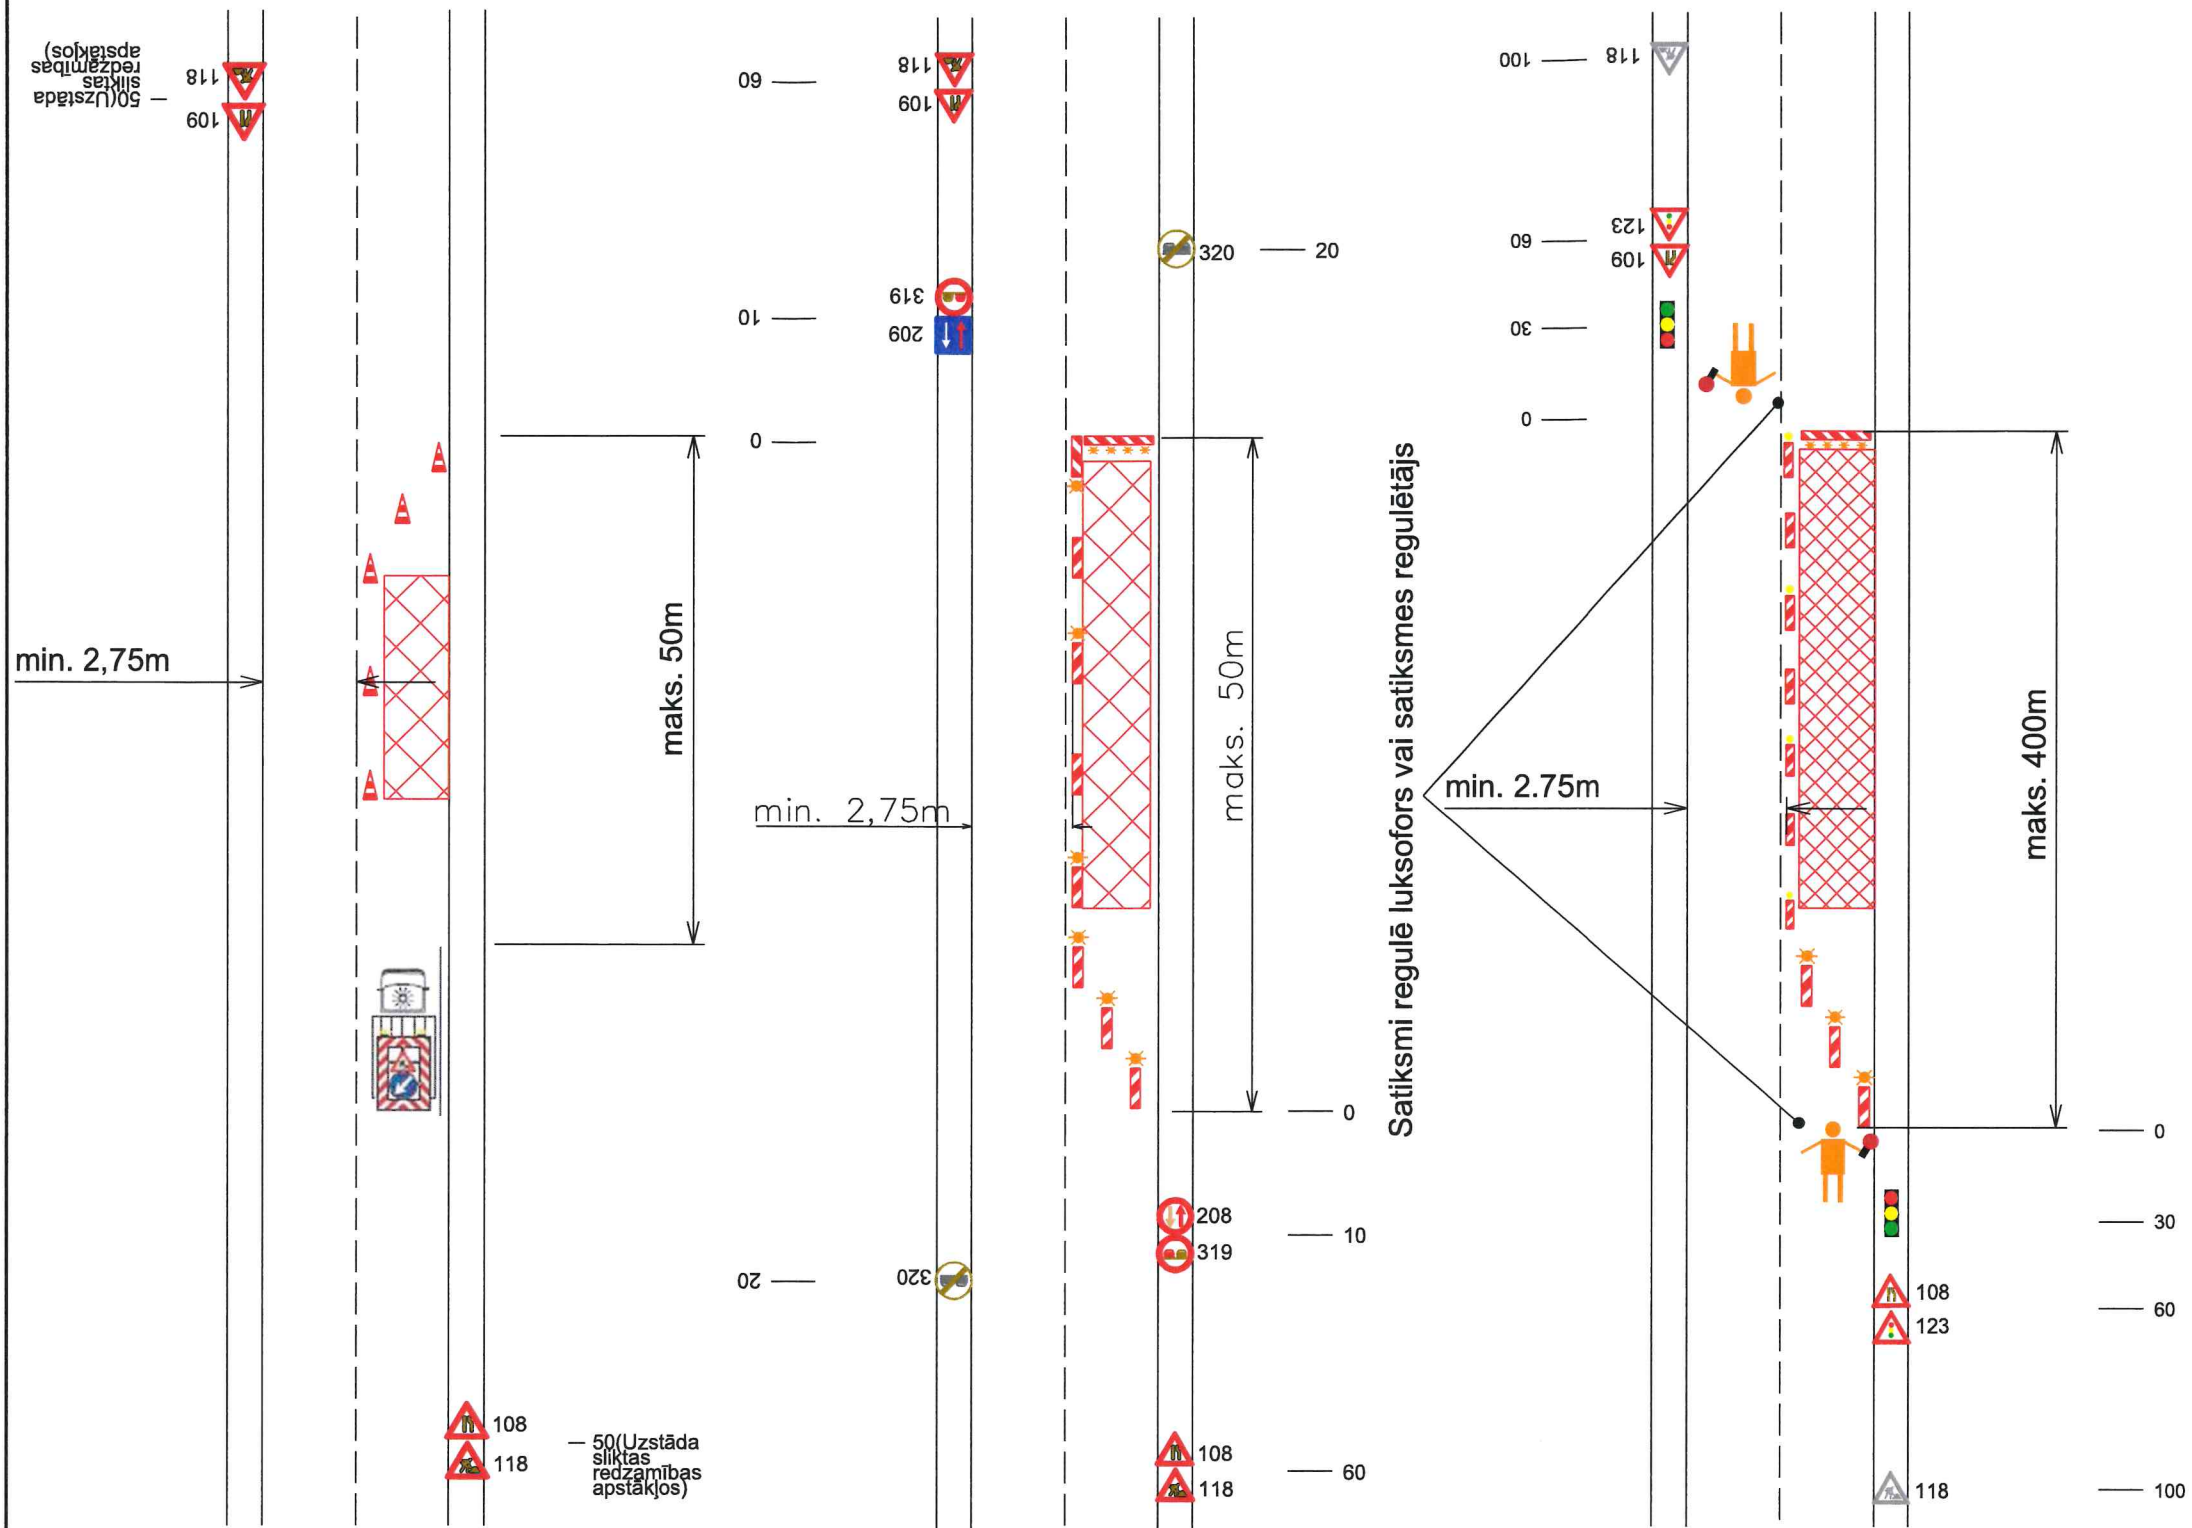 50(Uzstāda
sliktas
redzamības
apstākļos)
118
109
min. 2,75m
maks. 50m
108
118
50(Uzstāda
sliktas
redzamības
apstākļos)
60
118
109
10
319
209
0
320
20
min. 2,75m
maks. 50m
0
208
319
10
20
320
108
118
60
100
118
60
123
109
30
0
Satiksmi regulē luksofors vai satiksmes regulētājs
min. 2.75m
maks. 400m
0
30
108
123
60
118
100